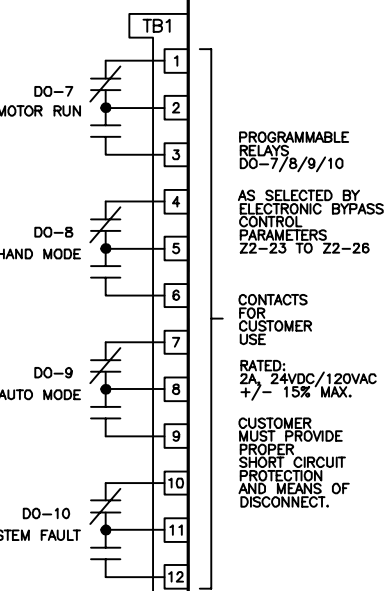 TB1
1
DO-7
MOTOR RUN
2
3
4
DO-8
HAND MODE
5
6
7
DO-9
AUTO MODE
8
9
10
DO-10
STEM FAULT
11
12
PROGRAMMABLE
RELAYS
DO-7/8/9/10
AS SELECTED BY
ELECTRONIC BYPASS
CONTROL
PARAMETERS
Z2-23 TO Z2-26
CONTACTS
FOR
CUSTOMER
USE
RATED:
2A, 24VDC/120VAC
+/- 15% MAX.
CUSTOMER
MUST PROVIDE
PROPER
SHORT CIRCUIT
PROTECTION
AND MEANS OF
DISCONNECT.